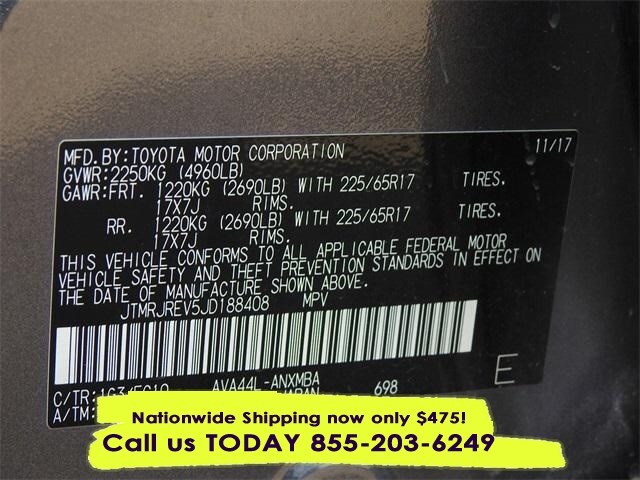 MFD.BY:TOYOTA MOTOR CORPORATION 11/17
GVWR:2250KG (4960LB)
GAWR:FRT. 1220KG (2690LB) WITH 225/65R17 TIRES.
17X7J RIMS.
RR. 1220KG (2690LB) WITH 225/65R17 TIRES.
17X7J RIMS.
THIS VEHICLE CONFORMS TO ALL APPLICABLE FEDERAL MOTOR
VEHICLE SAFETY AND THEFT PREVENTION STANDARDS IN EFFECT ON
THE DATE OF MANUFACTURE SHOWN ABOVE.
JTMRJREV5JD188408 MPV
E
C/TR: AVA44L-ANXMBA
A/TM: 698
Nationwide Shipping now only $475!
Call us TODAY 855-203-6249